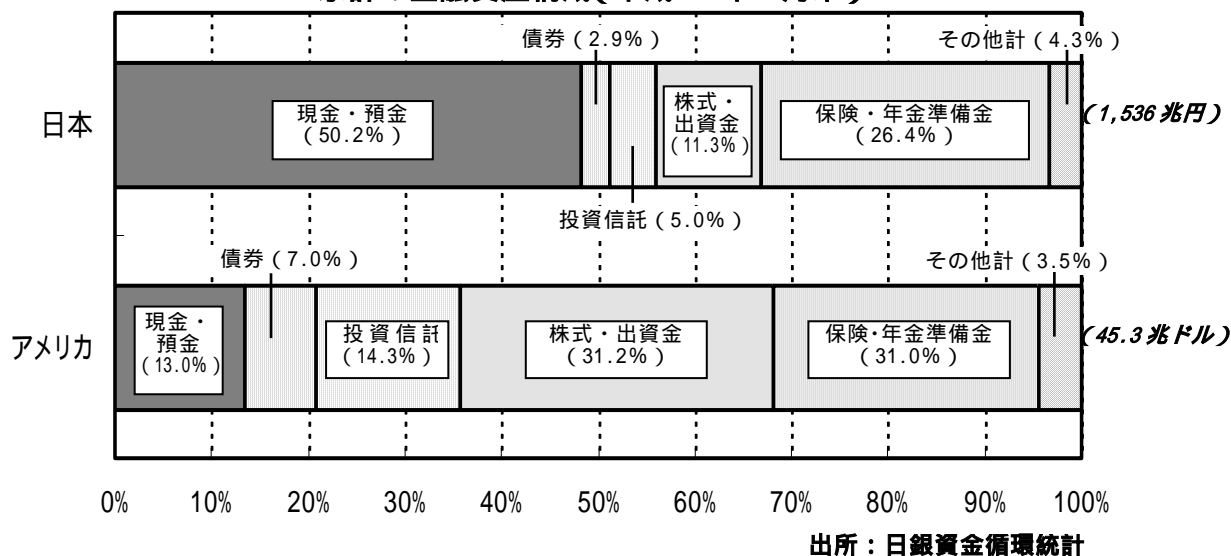 債券(2.9%)
その他計(4.3%)
日本
現金・預金
(50.2%)
株式・
出資金
(11.3%)
保険・年金準備金
(26.4%)
(1,536兆円)
投資信託(5.0%)
債券(7.0%)
その他計(3.5%)
アメリカ
現金・
預金
(13.0%)
投資信託
(14.3%)
株式・出資金
(31.2%)
保険・年金準備金
(31.0%)
(45.3兆ドル)
0% 10% 20% 30% 40% 50% 60% 70% 80% 90% 100%
出所:日銀資金循環統計